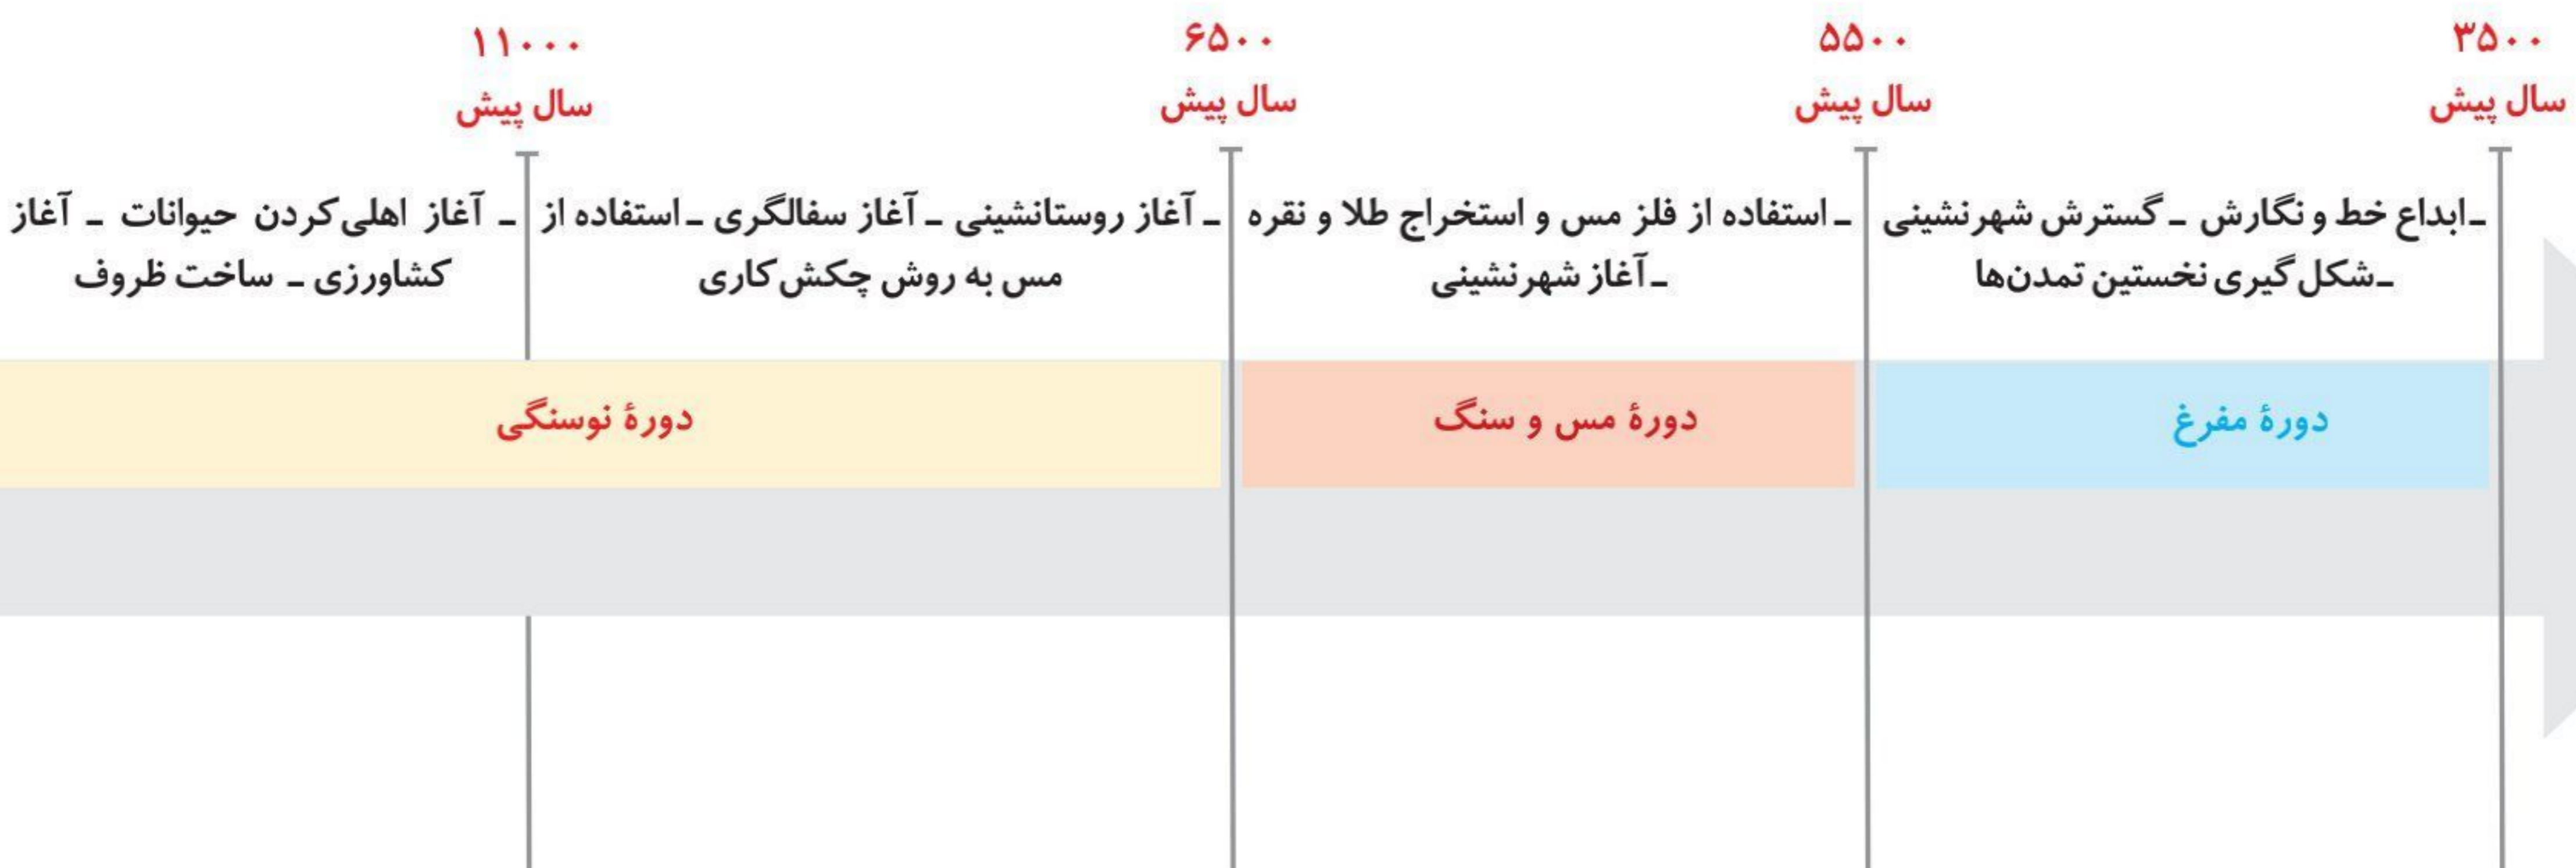 ۳۵۰۰
سال پیش
۵۵۰۰
سال پیش
۶۵۰۰
سال پیش
۱۱۰۰۰
سال پیش
ـ ابداع خط و نگارش ـ گسترش شهرنشینی
ـ شکل‌گیری نخستین تمدن‌ها
ـ استفاده از فلز مس و استخراج طلا و نقره
ـ آغاز شهرنشینی
ـ آغاز روستانشینی ـ آغاز سفالگری ـ استفاده از
مس به روش چکش‌کاری
ـ آغاز اهلی‌کردن حیوانات ـ آغاز
کشاورزی ـ ساخت ظروف
دورهٔ مفرغ
دورهٔ مس و سنگ
دورهٔ نوسنگی